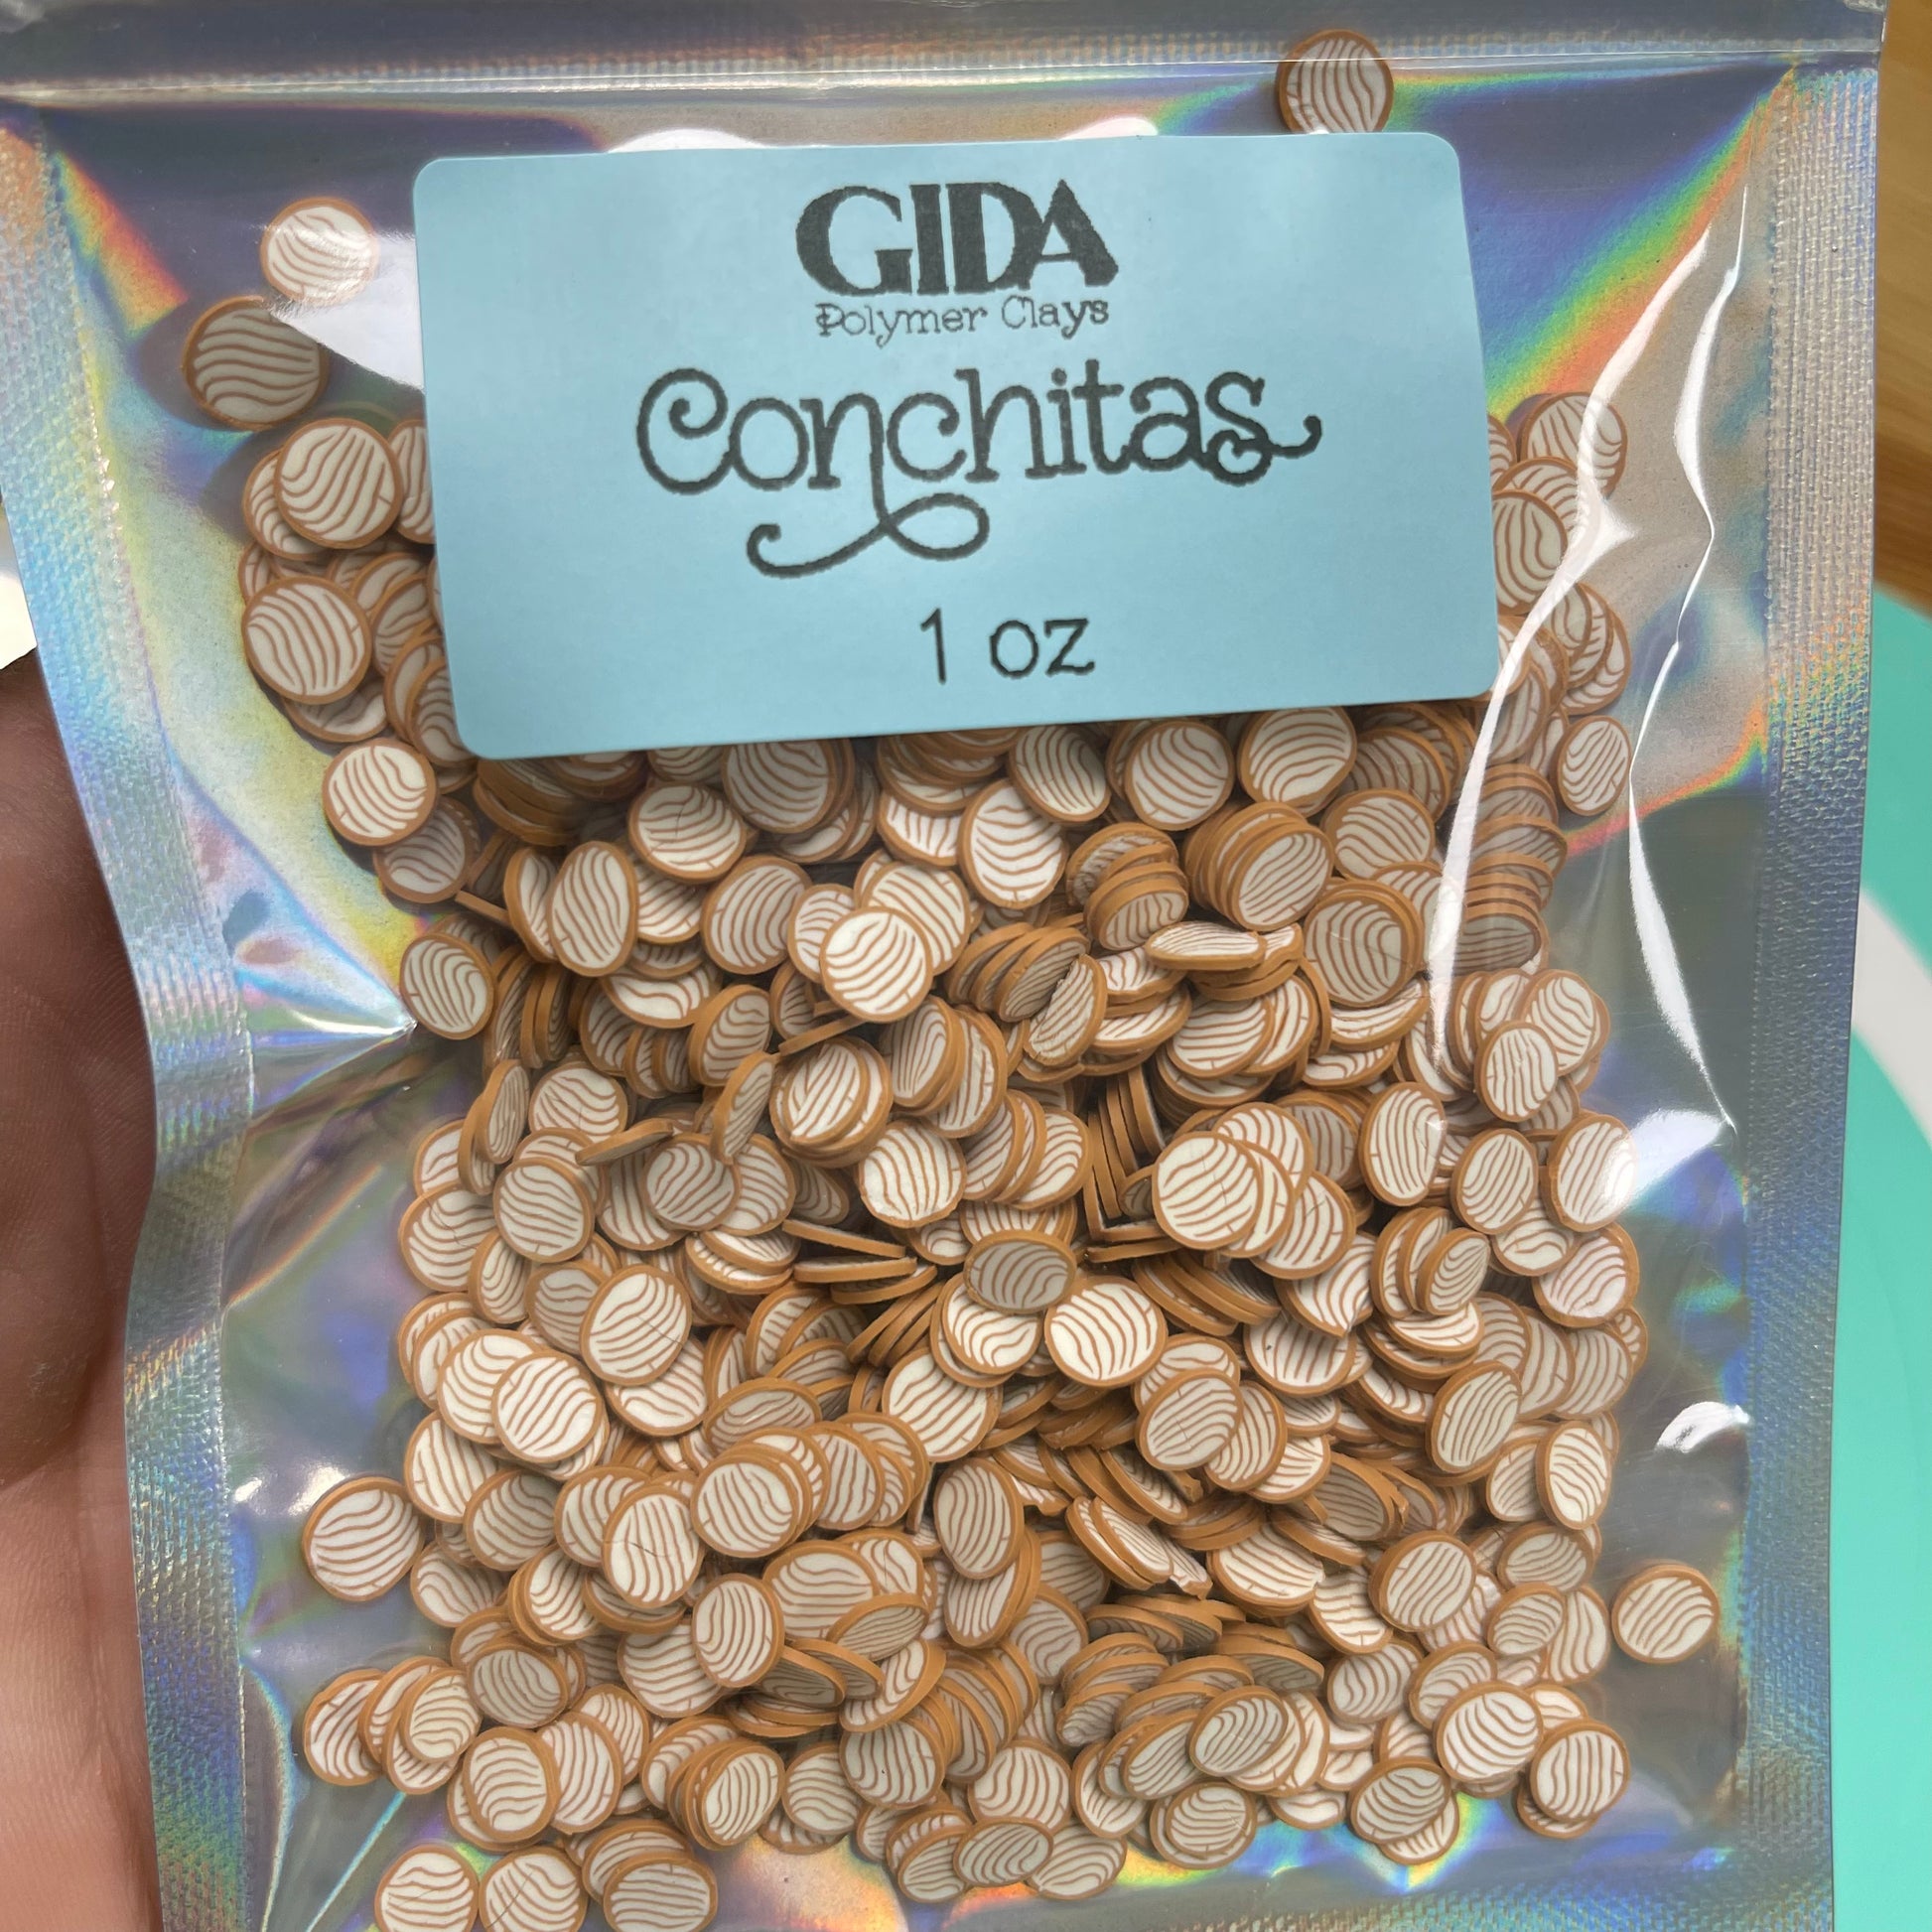 GIDA
Polymer Clays
Conchitas
1 oz